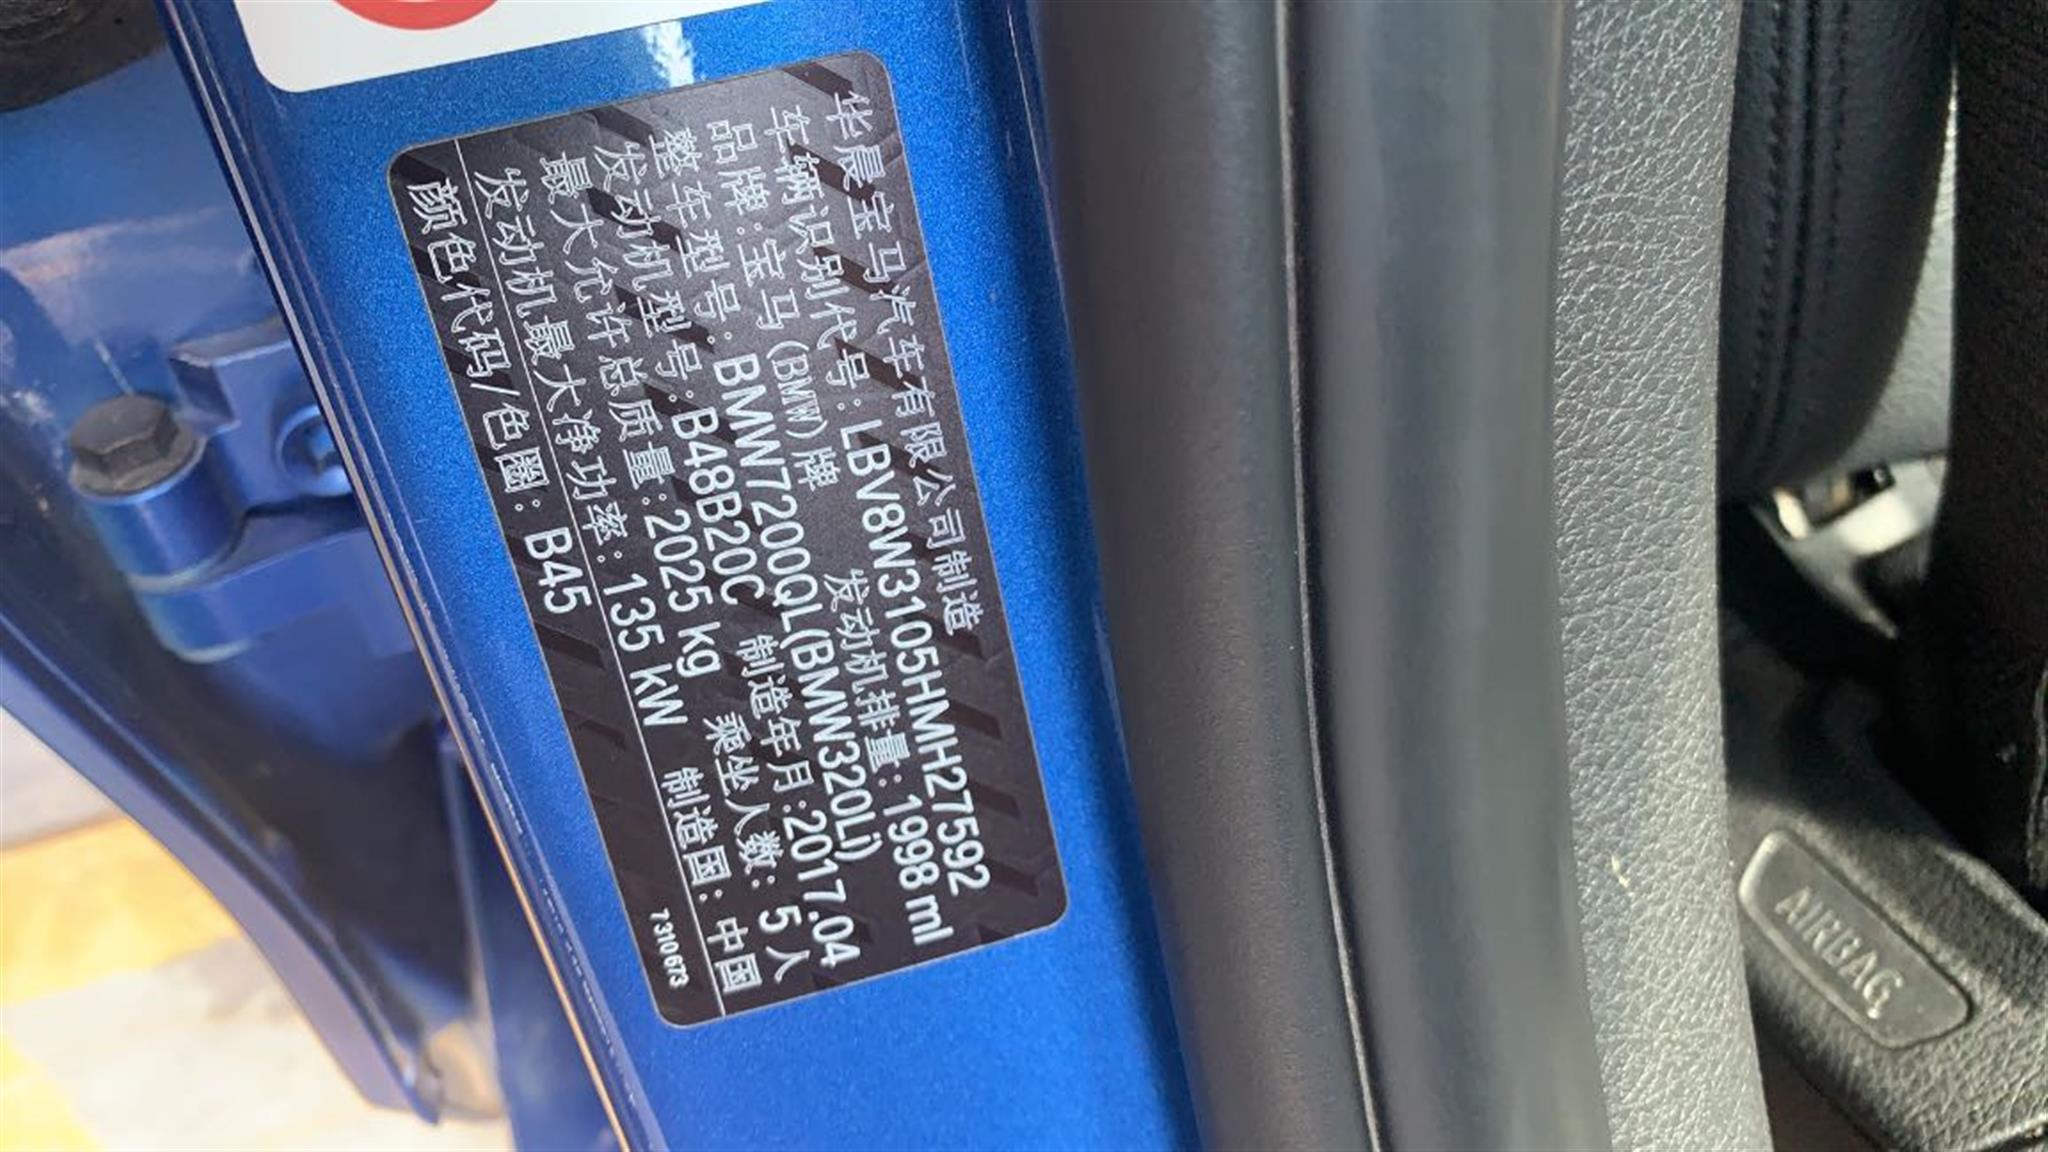 华晨宝马汽车有限公司制造
车辆识别代号: LBV8W3105HMH27592
品牌: 宝马 (BMW) 牌 发动机排量: 1998 ml
整车型号: BMW7200QL(BMW320Li)
发动机型号: B48B20C 制造年月: 2017.04
最大允许总质量: 2025 kg 乘坐人数: 5 人
发动机最大净功率: 135 kW 制造国: 中国
颜色代码/色圈: B45 7 310 673
AIRBAG